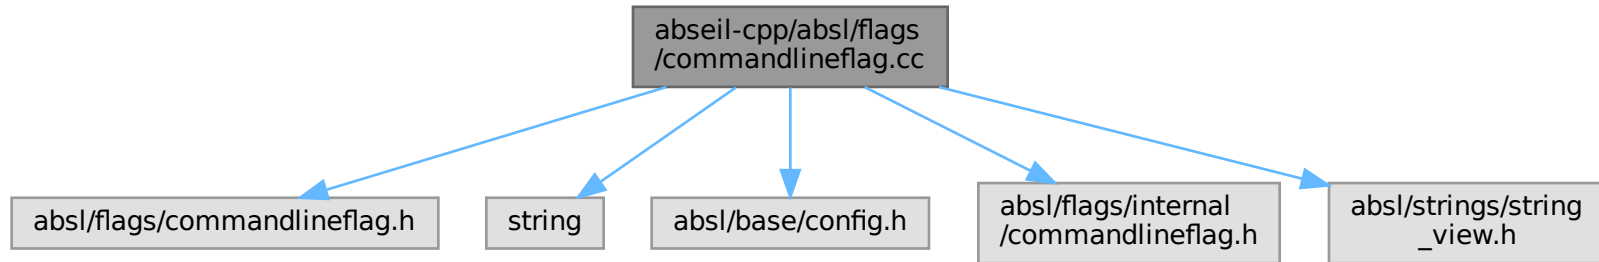 abseil-cpp/absl/flags
/commandlineflag.cc
absl/flags/commandlineflag.h
string
absl/base/config.h
absl/flags/internal
/commandlineflag.h
absl/strings/string
_view.h